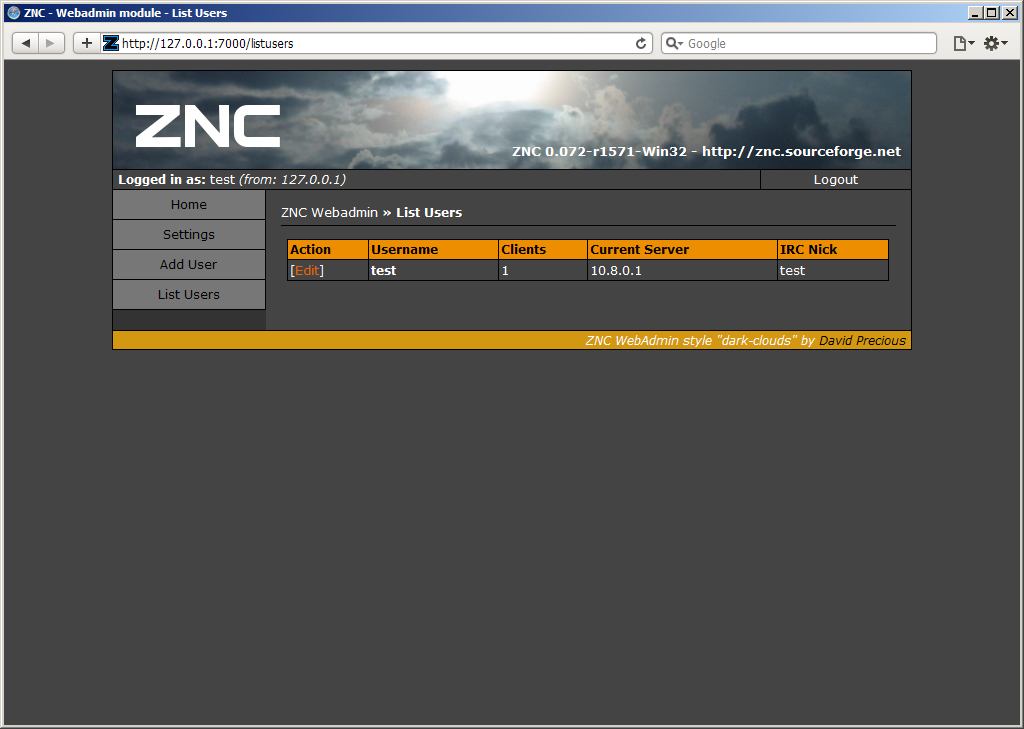 ZNC - Webadmin module - List Users
http://127.0.0.1:7000/listusers
Google
ZNC
ZNC 0.072-r1571-Win32 - http://znc.sourceforge.net
Logged in as: test (from: 127.0.0.1)
Logout
Home
Settings
Add User
List Users
ZNC Webadmin » List Users
Action Username Clients Current Server IRC Nick
[Edit] test 1 10.8.0.1 test
ZNC WebAdmin style "dark-clouds" by David Precious